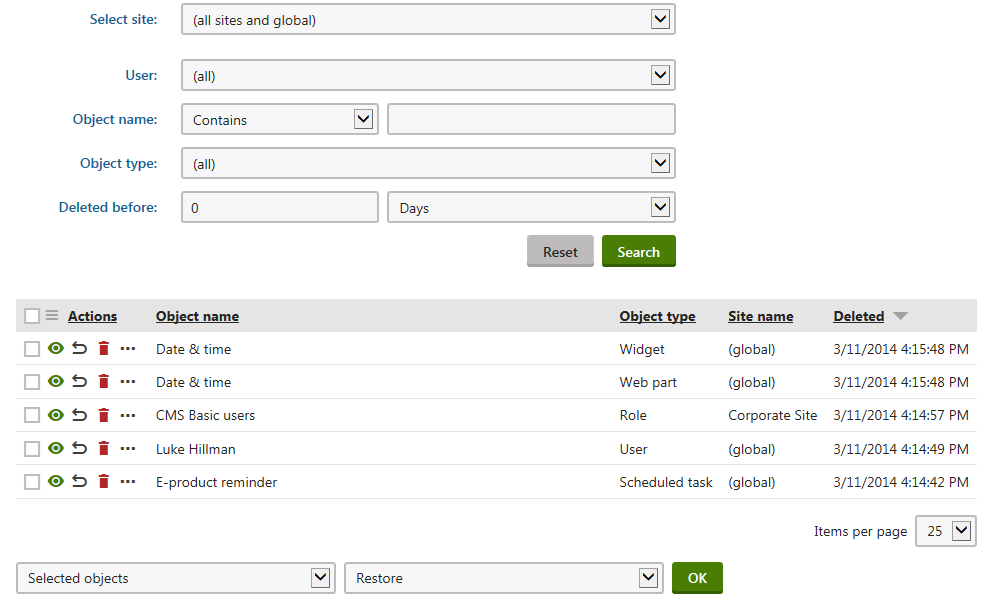 Select site: (all sites and global)
User: (all)
Object name: Contains
Object type: (all)
Deleted before: 0 Days
Reset Search
Actions Object name Object type Site name Deleted
Date & time Widget (global) 3/11/2014 4:15:48 PM
Date & time Web part (global) 3/11/2014 4:15:48 PM
CMS Basic users Role Corporate Site 3/11/2014 4:14:57 PM
Luke Hillman User (global) 3/11/2014 4:14:49 PM
E-product reminder Scheduled task (global) 3/11/2014 4:14:42 PM
Items per page 25
Selected objects Restore OK